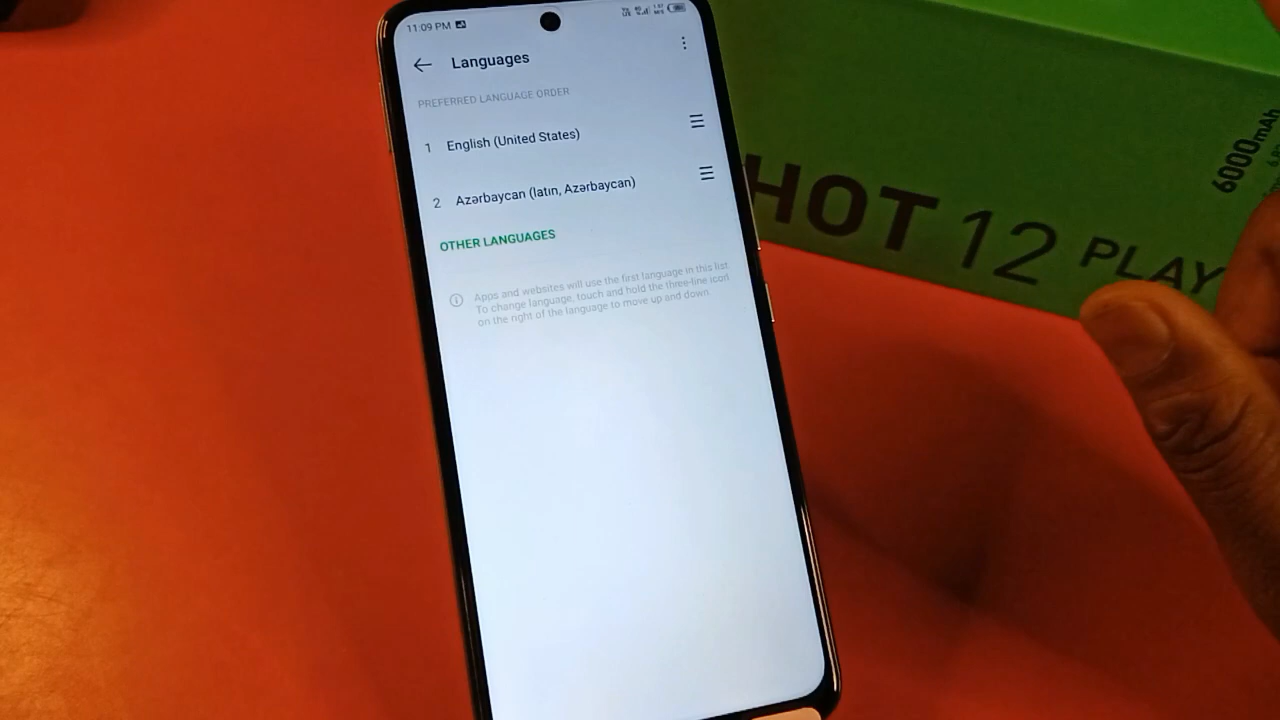 11:09 PM
Languages
PREFERRED LANGUAGE ORDER
1 English (United States)
2 Azərbaycan (latın, Azərbaycan)
OTHER LANGUAGES
Apps and websites will use the first language in this list.
To change language, touch and hold the three-line icon
on the right of the language to move up and down.
HOT 12 PLAY
6000mAh